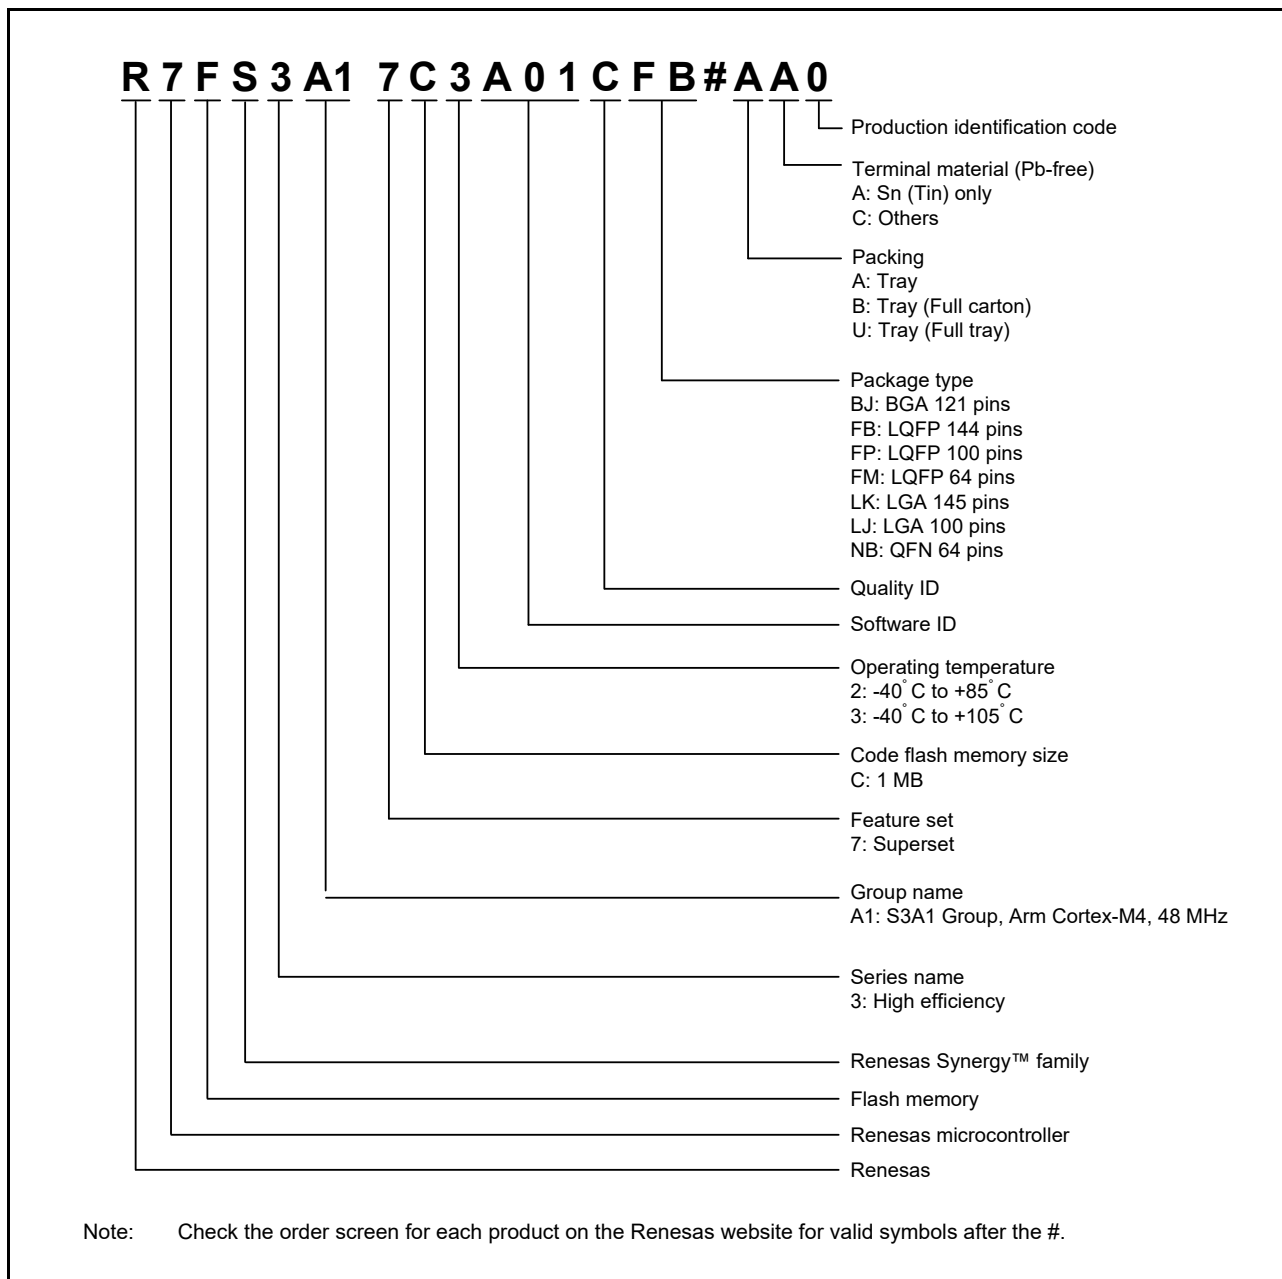 R7FS3A1 7C3A01CFB#AA0
Production identification code
Terminal material (Pb-free)
A: Sn (Tin) only
C: Others
Packing
A: Tray
B: Tray (Full carton)
U: Tray (Full tray)
Package type
BJ: BGA 121 pins
FB: LQFP 144 pins
FP: LQFP 100 pins
FM: LQFP 64 pins
LK: LGA 145 pins
LJ: LGA 100 pins
NB: QFN 64 pins
Quality ID
Software ID
Operating temperature
2: -40°C to +85°C
3: -40°C to +105°C
Code flash memory size
C: 1 MB
Feature set
7: Superset
Group name
A1: S3A1 Group, Arm Cortex-M4, 48 MHz
Series name
3: High efficiency
Renesas Synergy™ family
Flash memory
Renesas microcontroller
Renesas
Note: Check the order screen for each product on the Renesas website for valid symbols after the #.